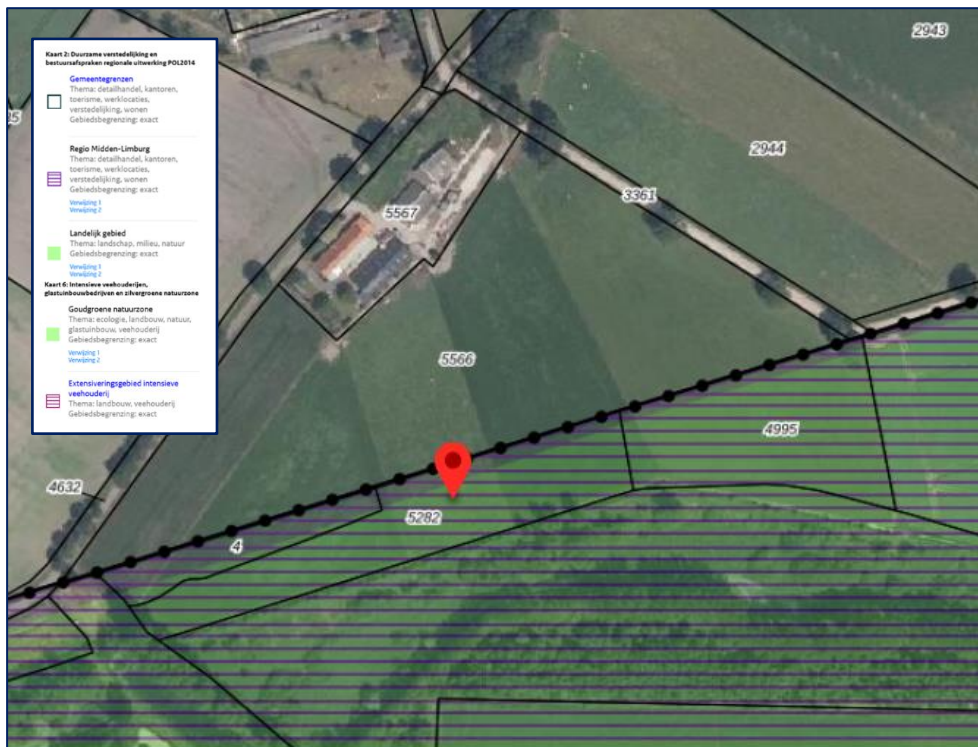 Kaart 2: Duurzame verstedelijking en
bestuursafspraken regionale uitwerking POL2014
Gemeentegrenzen
Thema: detailhandel, kantoren,
toerisme, werklocaties,
verstedelijking, wonen
Gebiedsbegrenzing: exact
Regio Midden-Limburg
Thema: detailhandel, kantoren,
toerisme, werklocaties,
verstedelijking, wonen
Gebiedsbegrenzing: exact
Verwijzing 1
Verwijzing 2
Landelijk gebied
Thema: landschap, milieu, natuur
Gebiedsbegrenzing: exact
Verwijzing 1
Verwijzing 2
Kaart 6: Intensieve veehouderijen,
glastuinbouwbedrijven en zilvergroene natuurzone
Goudgroene natuurzone
Thema: ecologie, landbouw, natuur,
glastuinbouw, veehouderij
Gebiedsbegrenzing: exact
Verwijzing 1
Verwijzing 2
Extensiveringsgebied intensieve
veehouderij
Thema: landbouw, veehouderij
Gebiedsbegrenzing: exact
2943
2944
3361
5567
5566
4995
4632
5282
4